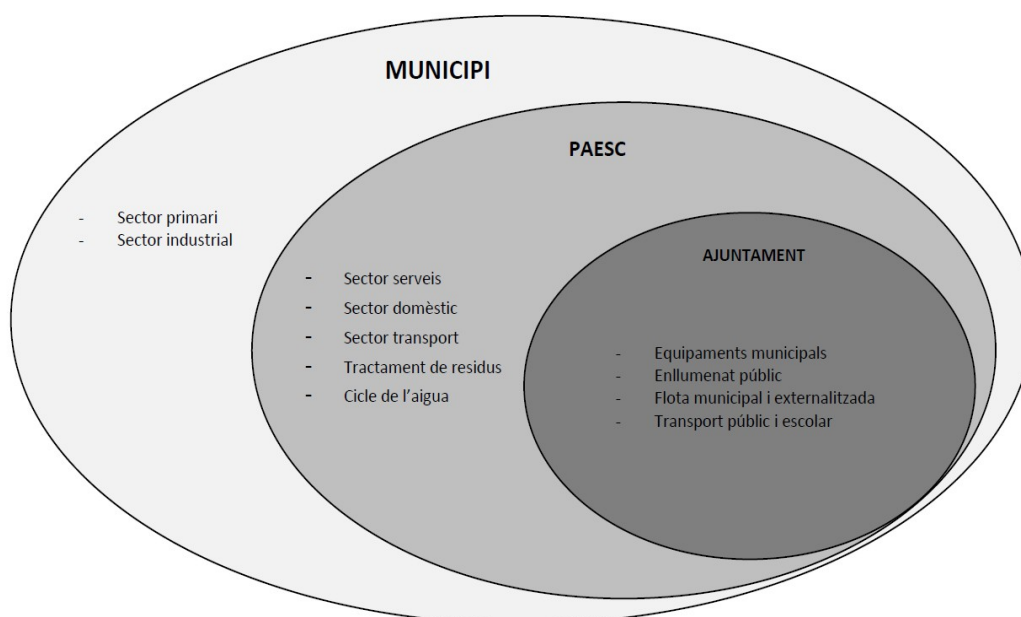 MUNICIPI
- Sector primari
- Sector industrial
PAESC
- Sector serveis
- Sector domèstic
- Sector transport
- Tractament de residus
- Cicle de l'aigua
AJUNTAMENT
- Equipaments municipals
- Enllumenat públic
- Flota municipal i externalitzada
- Transport públic i escolar